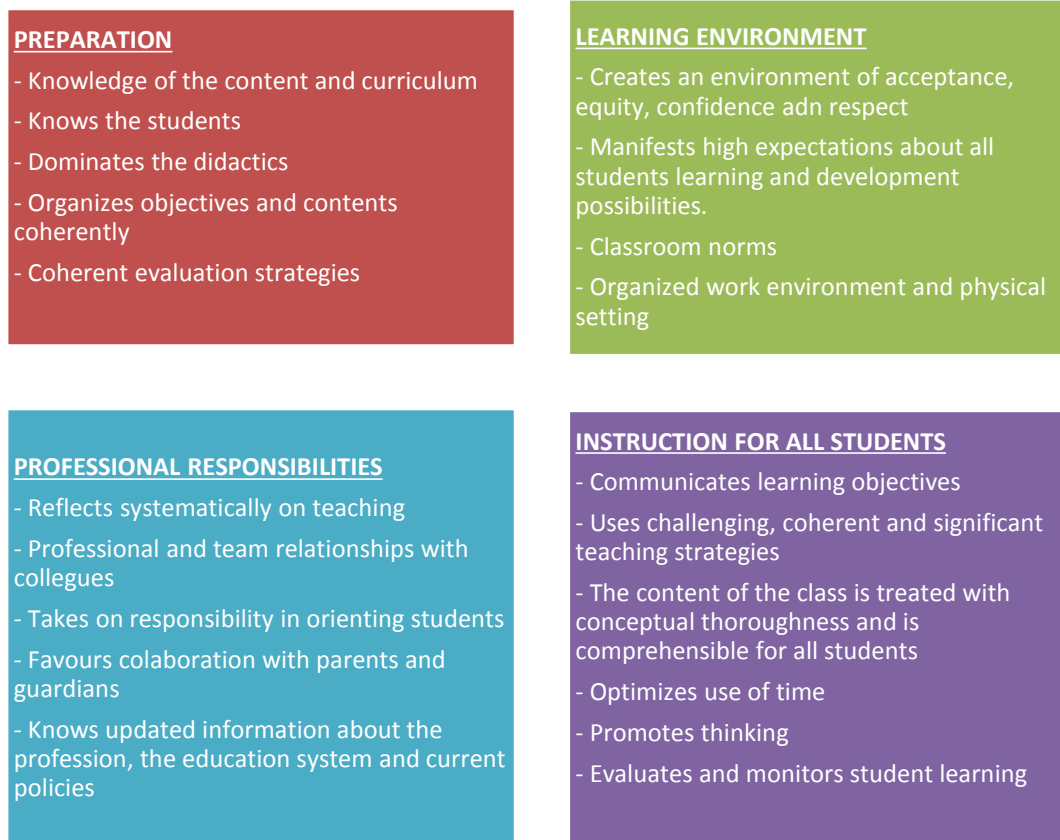 PREPARATION
- Knowledge of the content and curriculum
- Knows the students
- Dominates the didactics
- Organizes objectives and contents
coherently
- Coherent evaluation strategies
LEARNING ENVIRONMENT
- Creates an environment of acceptance,
equity, confidence adn respect
- Manifests high expectations about all
students learning and development
possibilities.
- Classroom norms
- Organized work environment and physical
setting
PROFESSIONAL RESPONSIBILITIES
- Reflects systematically on teaching
- Professional and team relationships with
collegues
- Takes on responsibility in orienting students
- Favours colaboration with parents and
guardians
- Knows updated information about the
profession, the education system and current
policies
INSTRUCTION FOR ALL STUDENTS
- Communicates learning objectives
- Uses challenging, coherent and significant
teaching strategies
- The content of the class is treated with
conceptual thoroughness and is
comprehensible for all students
- Optimizes use of time
- Promotes thinking
- Evaluates and monitors student learning